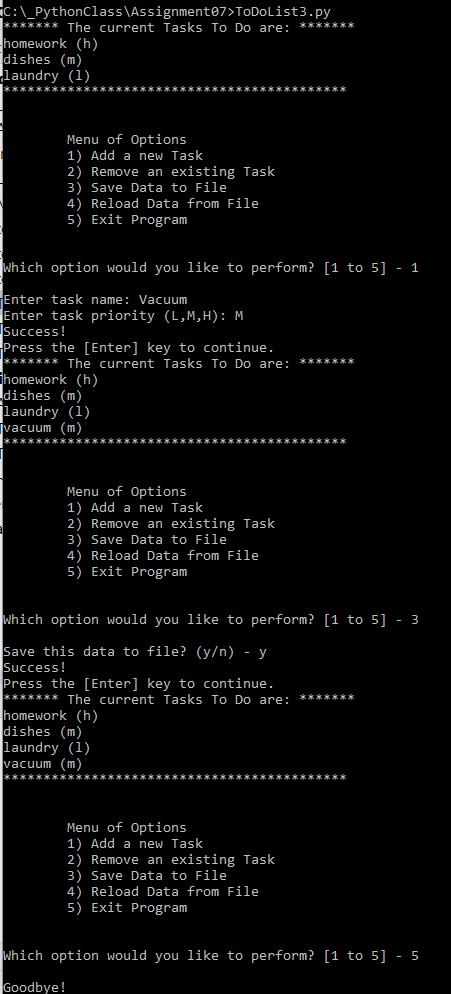 C:\_PythonClass\Assignment07>ToDoList3.py
******* The current Tasks To Do are: *******
homework (h)
dishes (m)
laundry (l)
*******************************************
Menu of Options
1) Add a new Task
2) Remove an existing Task
3) Save Data to File
4) Reload Data from File
5) Exit Program
Which option would you like to perform? [1 to 5] - 1
Enter task name: Vacuum
Enter task priority (L,M,H): M
Success!
Press the [Enter] key to continue.
******* The current Tasks To Do are: *******
homework (h)
dishes (m)
laundry (l)
vacuum (m)
*******************************************
Menu of Options
1) Add a new Task
2) Remove an existing Task
3) Save Data to File
4) Reload Data from File
5) Exit Program
Which option would you like to perform? [1 to 5] - 3
Save this data to file? (y/n) - y
Success!
Press the [Enter] key to continue.
******* The current Tasks To Do are: *******
homework (h)
dishes (m)
laundry (l)
vacuum (m)
*******************************************
Menu of Options
1) Add a new Task
2) Remove an existing Task
3) Save Data to File
4) Reload Data from File
5) Exit Program
Which option would you like to perform? [1 to 5] - 5
Goodbye!